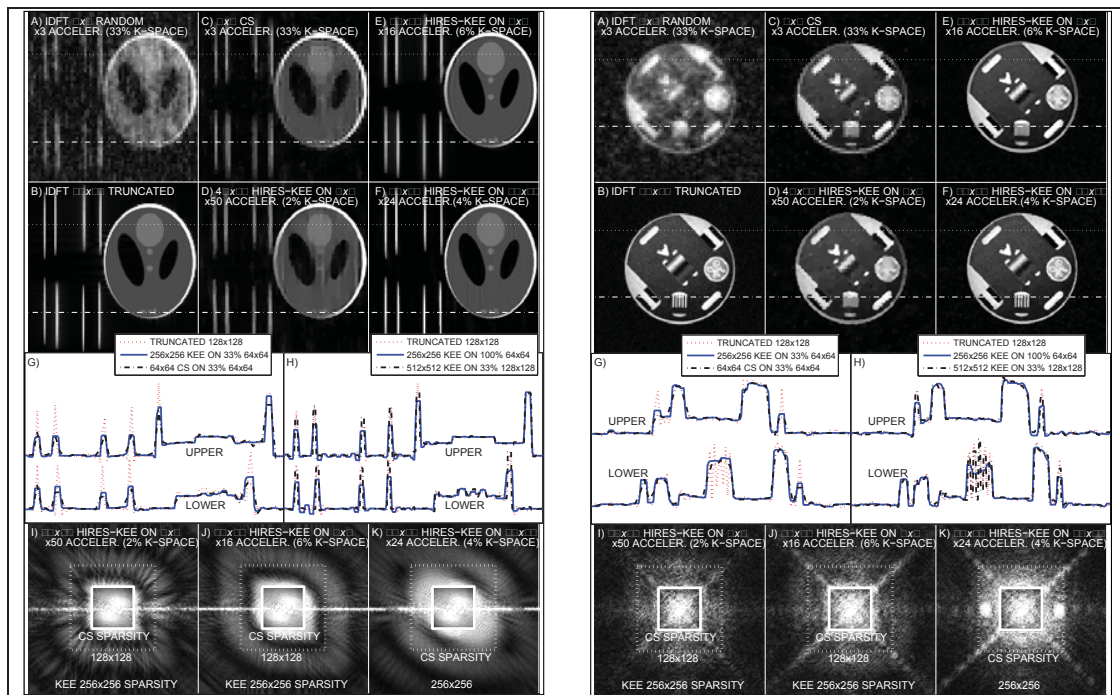 A) IDFT □□x□ RANDOM
x3 ACCELER. (33% K-SPACE)
C) □x□ CS
x3 ACCELER. (33% K-SPACE)
E) □□x□□ HIRES-KEE ON □x□
x16 ACCELER. (6% K-SPACE)
B) IDFT □□x□□ TRUNCATED
D) 4□x□□ HIRES-KEE ON □x□
x50 ACCELER. (2% K-SPACE)
F) □□x□□ HIRES-KEE ON □□x□□
x24 ACCELER.(4% K-SPACE)
TRUNCATED 128x128
256x256 KEE ON 33% 64x64
64x64 CS ON 33% 64x64
TRUNCATED 128x128
256x256 KEE ON 100% 64x64
512x512 KEE ON 33% 128x128
G)
UPPER
LOWER
H)
UPPER
LOWER
I) □□x□□ HIRES-KEE ON □x□
x50 ACCELER. (2% K-SPACE)
CS SPARSITY
128x128
KEE 256x256 SPARSITY
J) □□x□□ HIRES-KEE ON □x□
x16 ACCELER. (6% K-SPACE)
128x128
KEE 256x256 SPARSITY
K) □□x□□ HIRES-KEE ON □□x□□
x24 ACCELER. (4% K-SPACE)
CS SPARSITY
256x256
A) IDFT □x□ RANDOM
x3 ACCELER. (33% K-SPACE)
C) □x□ CS
x3 ACCELER. (33% K-SPACE)
E) □□x□□ HIRES-KEE ON □x□
x16 ACCELER. (6% K-SPACE)
B) IDFT □□x□□ TRUNCATED
D) 4□x□□ HIRES-KEE ON □x□
x50 ACCELER. (2% K-SPACE)
F) □□x□□ HIRES-KEE ON □□x□□
x24 ACCELER.(4% K-SPACE)
TRUNCATED 128x128
256x256 KEE ON 33% 64x64
64x64 CS ON 33% 64x64
TRUNCATED 128x128
256x256 KEE ON 100% 64x64
512x512 KEE ON 33% 128x128
G)
UPPER
LOWER
H)
UPPER
LOWER
I) □□x□□ HIRES-KEE ON □x□
x50 ACCELER. (2% K-SPACE)
CS SPARSITY
128x128
KEE 256x256 SPARSITY
J) □□x□□ HIRES-KEE ON □x□
x16 ACCELER. (6% K-SPACE)
CS SPARSITY
128x128
KEE 256x256 SPARSITY
K) □□x□□ HIRES-KEE ON □□x□□
x24 ACCELER. (4% K-SPACE)
CS SPARSITY
256x256